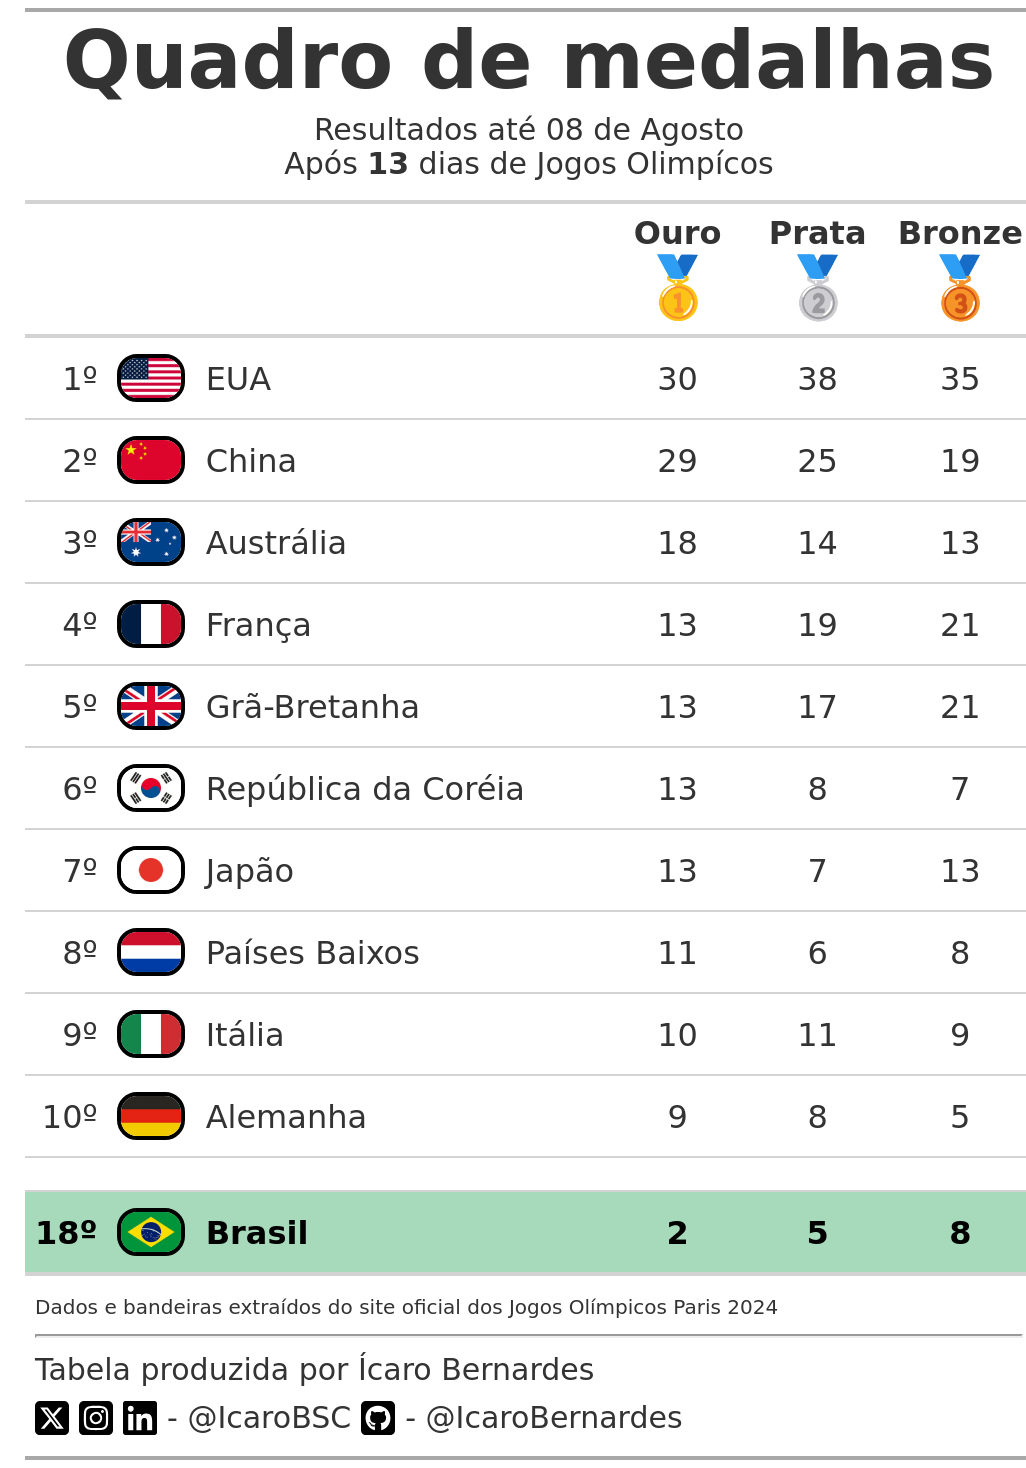 Quadro de medalhas
Resultados até 08 de Agosto
Após 13 dias de Jogos Olimpícos
Ouro Prata Bronze
1 2 3
1º EUA 30 38 35
2º China 29 25 19
3º Austrália 18 14 13
4º França 13 19 21
5º Grã-Bretanha 13 17 21
6º República da Coréia 13 8 7
7º Japão 13 7 13
8º Países Baixos 11 6 8
9º Itália 10 11 9
10º Alemanha 9 8 5
18º Brasil 2 5 8
Dados e bandeiras extraídos do site oficial dos Jogos Olímpicos Paris 2024
Tabela produzida por Ícaro Bernardes
X in - @IcaroBSC - @IcaroBernardes